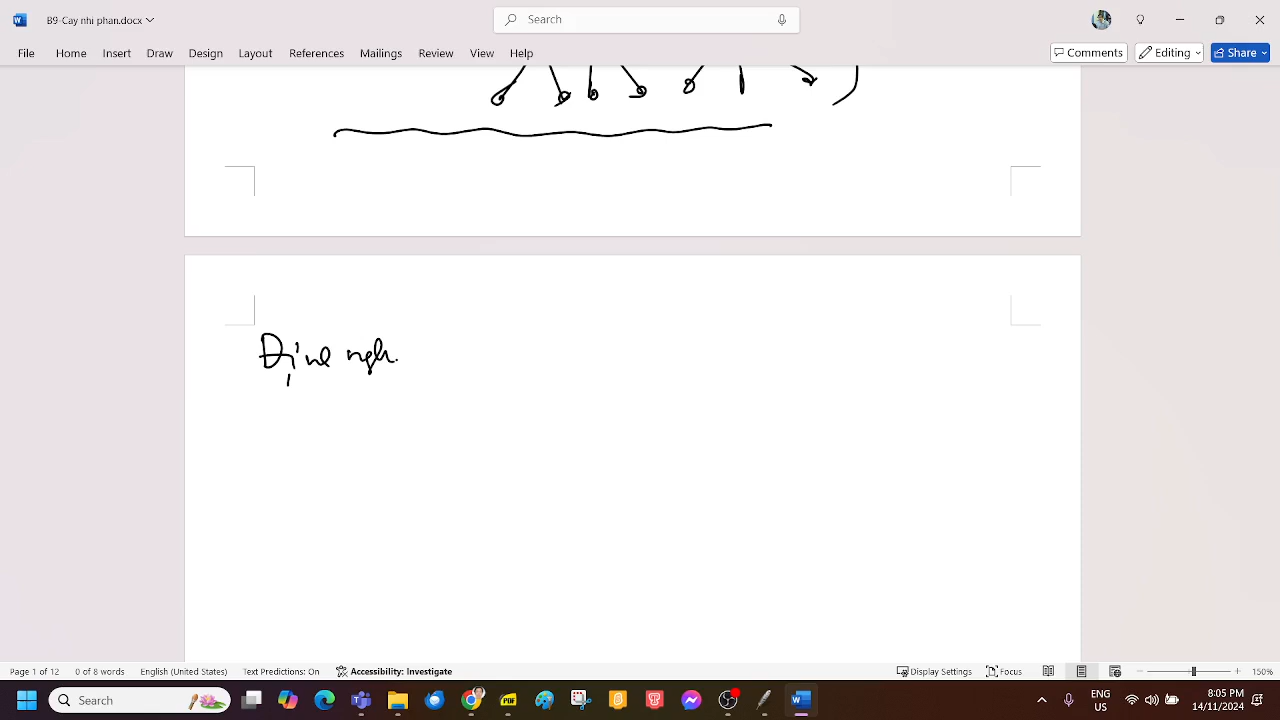 B9-Cay nhi phan.docx
Search
File Home Insert Draw Design Layout References Mailings Review View Help
Comments Editing Share
Định ngh
Page 1 of 12 0 of 8 words English (United States) Text Predictions: On Accessibility: Investigate Display Settings Focus 150%
Search PDF W ENG US 8:05 PM 14/11/2024